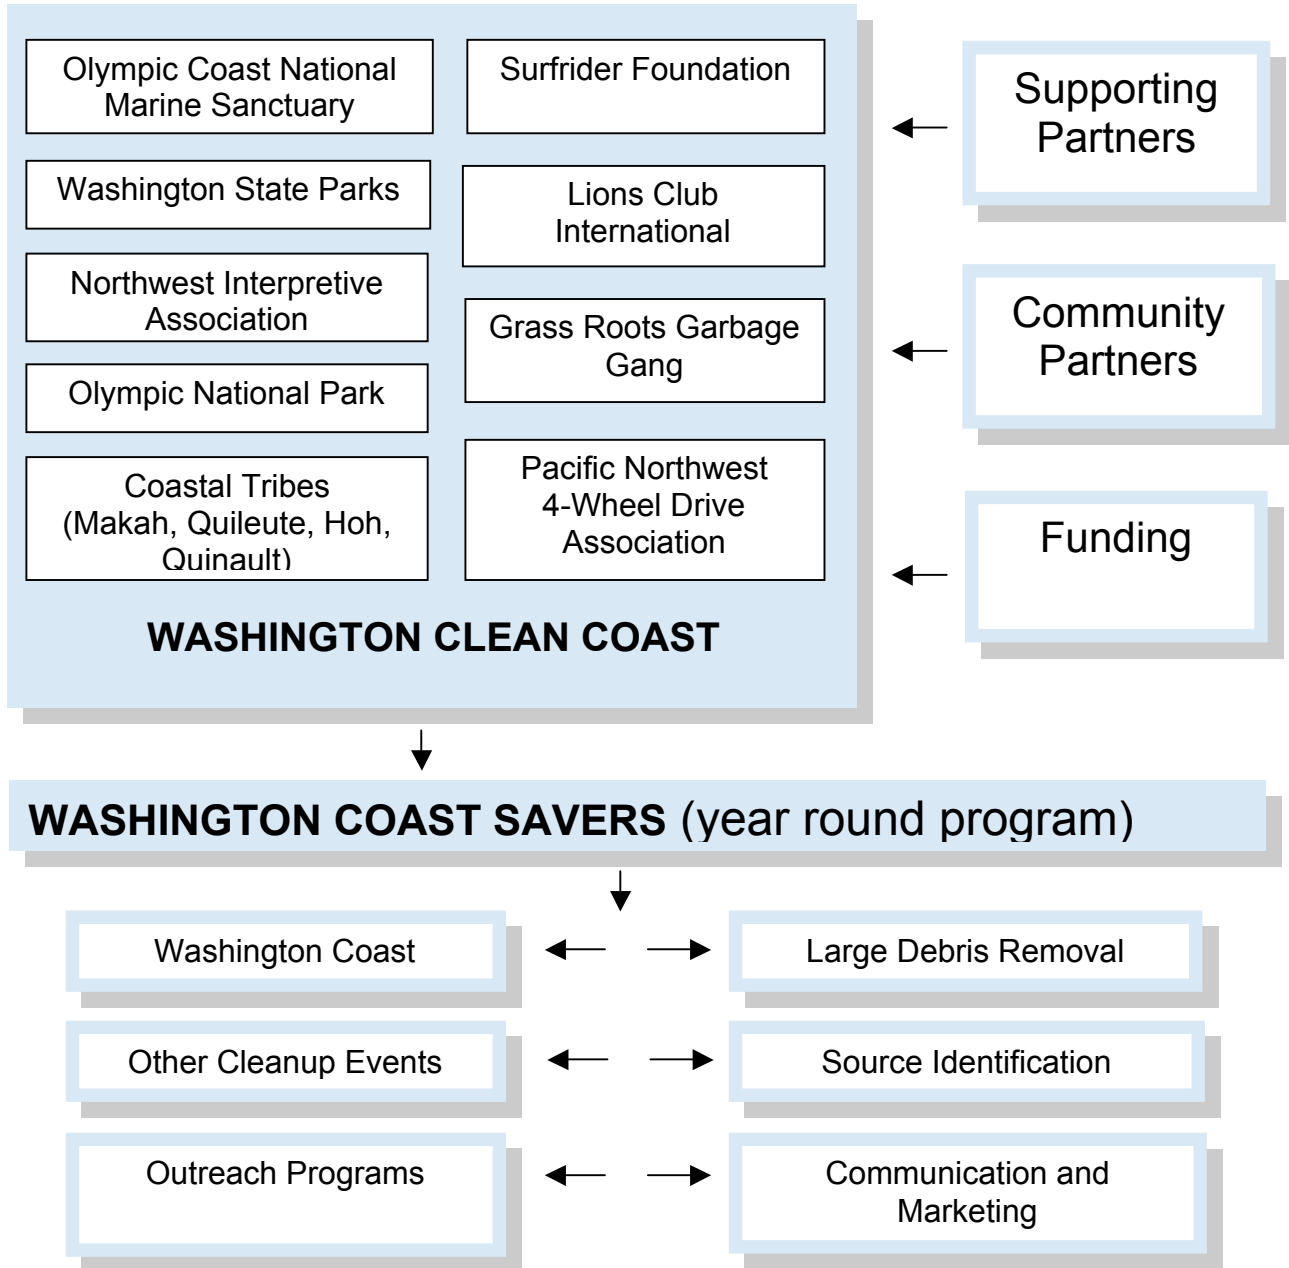 Olympic Coast National
Marine Sanctuary
Washington State Parks
Northwest Interpretive
Association
Olympic National Park
Coastal Tribes
(Makah, Quileute, Hoh,
Quinault)
Surfrider Foundation
Lions Club
International
Grass Roots Garbage
Gang
Pacific Northwest
4-Wheel Drive
Association
WASHINGTON CLEAN COAST
Supporting
Partners
Community
Partners
Funding
WASHINGTON COAST SAVERS (year round program)
Washington Coast
Large Debris Removal
Other Cleanup Events
Source Identification
Outreach Programs
Communication and
Marketing